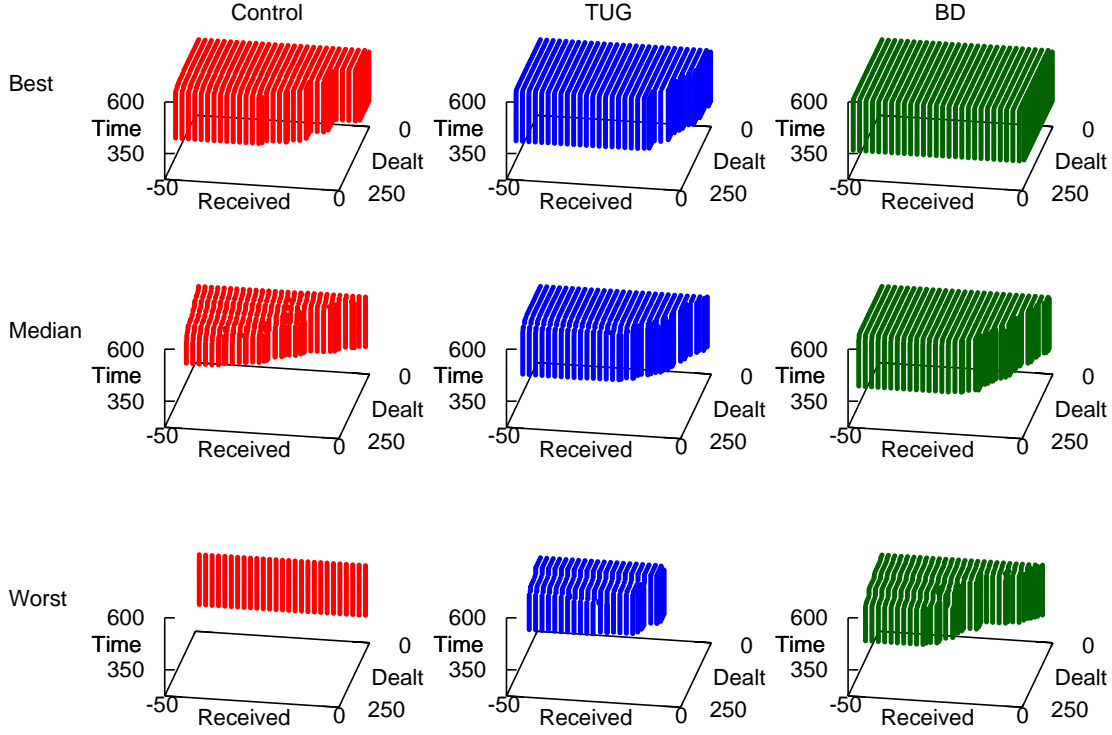 Control TUG BD
Best
600 600 600
Time 0 Time 0 Time 0
350 Dealt 350 Dealt 350 Dealt
-50 250 -50 250 -50 250
Received 0 Received 0 Received 0
Median
600 600 600
Time 0 Time 0 Time 0
350 Dealt 350 Dealt 350 Dealt
-50 250 -50 250 -50 250
Received 0 Received 0 Received 0
Worst
600 600 600
Time 0 Time 0 Time 0
350 Dealt 350 Dealt 350 Dealt
-50 250 -50 250 -50 250
Received 0 Received 0 Received 0